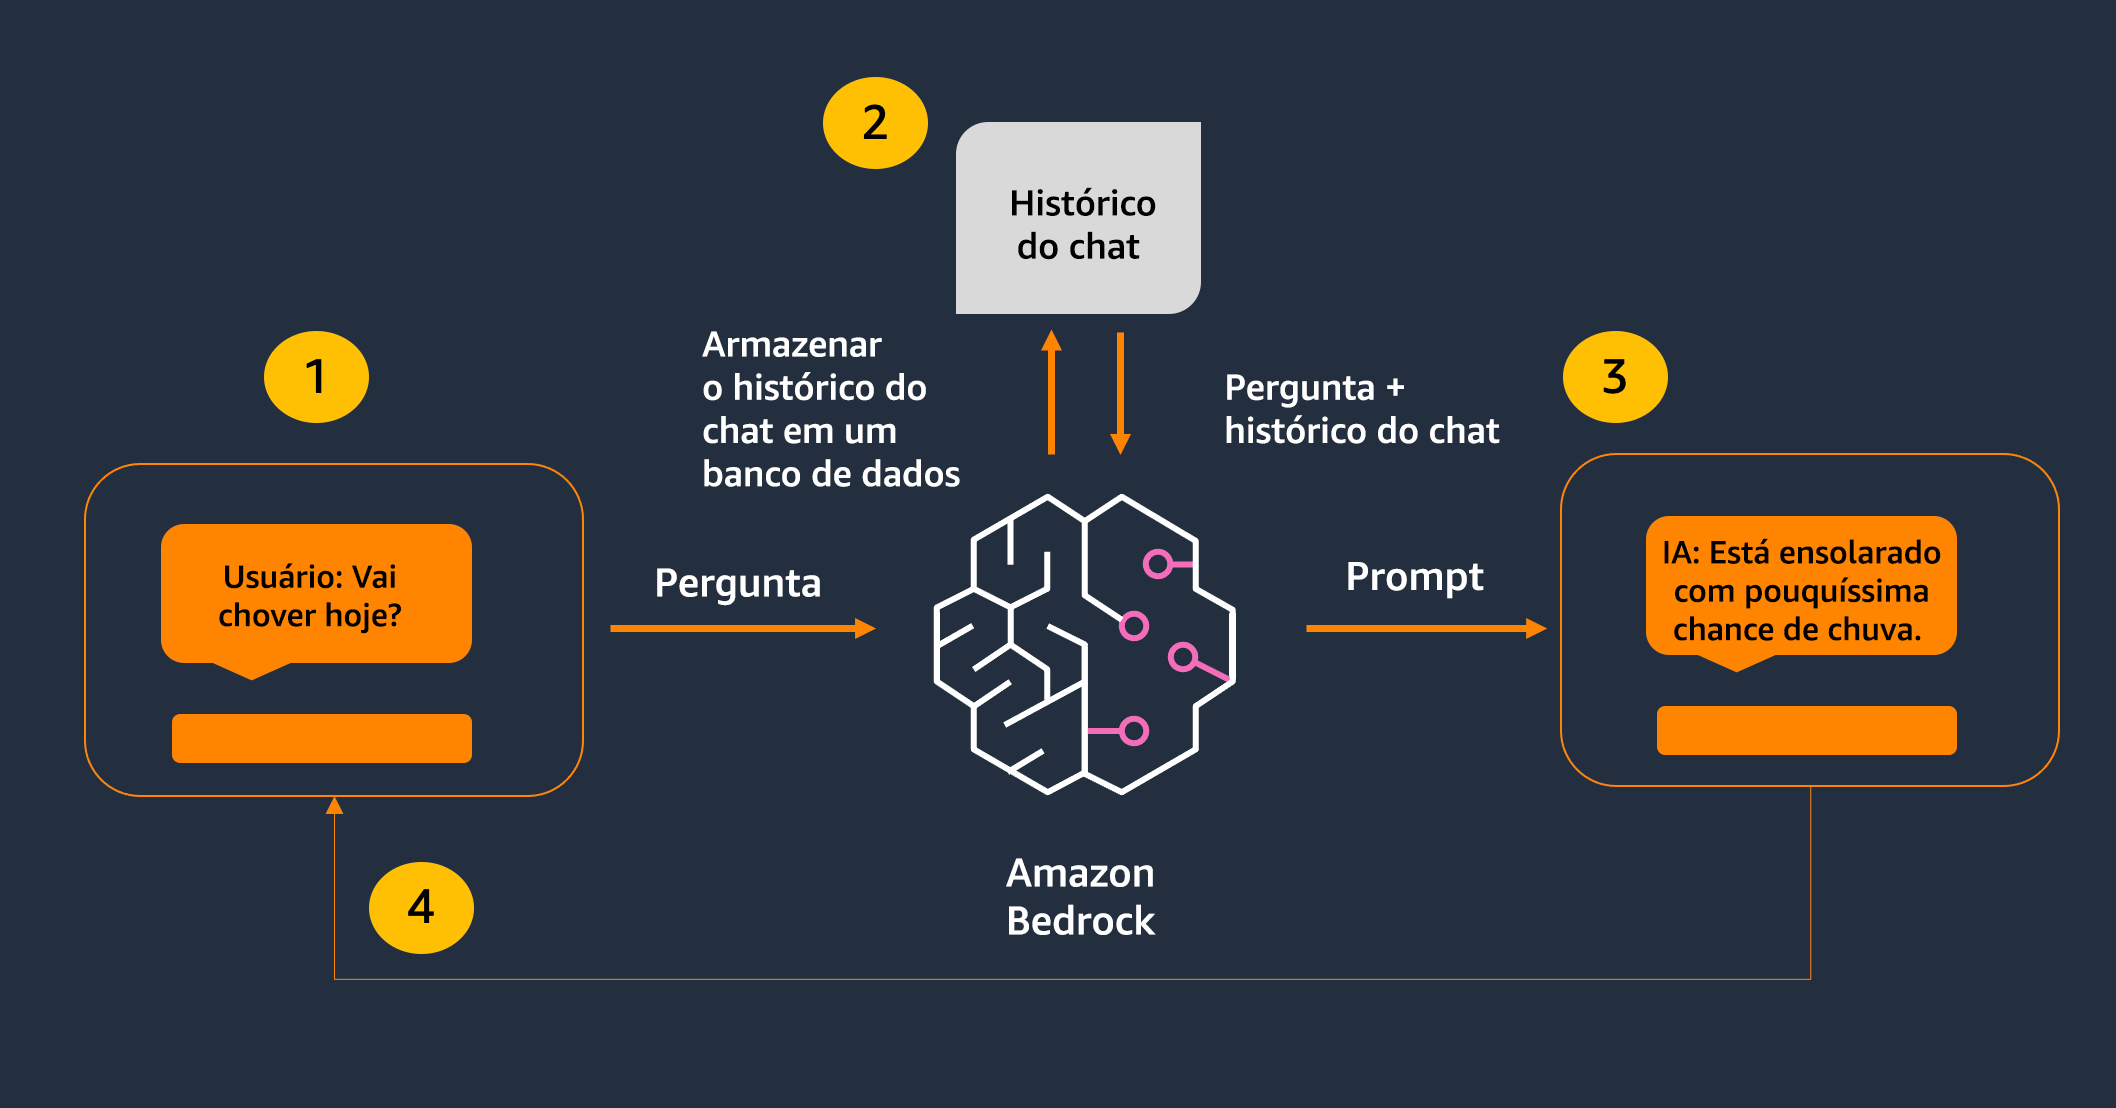 2
Histórico
do chat
1
Armazenar
o histórico do
chat em um
banco de dados
Pergunta +
histórico do chat
3
Usuário: Vai
chover hoje?
Pergunta
Prompt
IA: Está ensolarado
com pouquíssima
chance de chuva.
Amazon
Bedrock
4